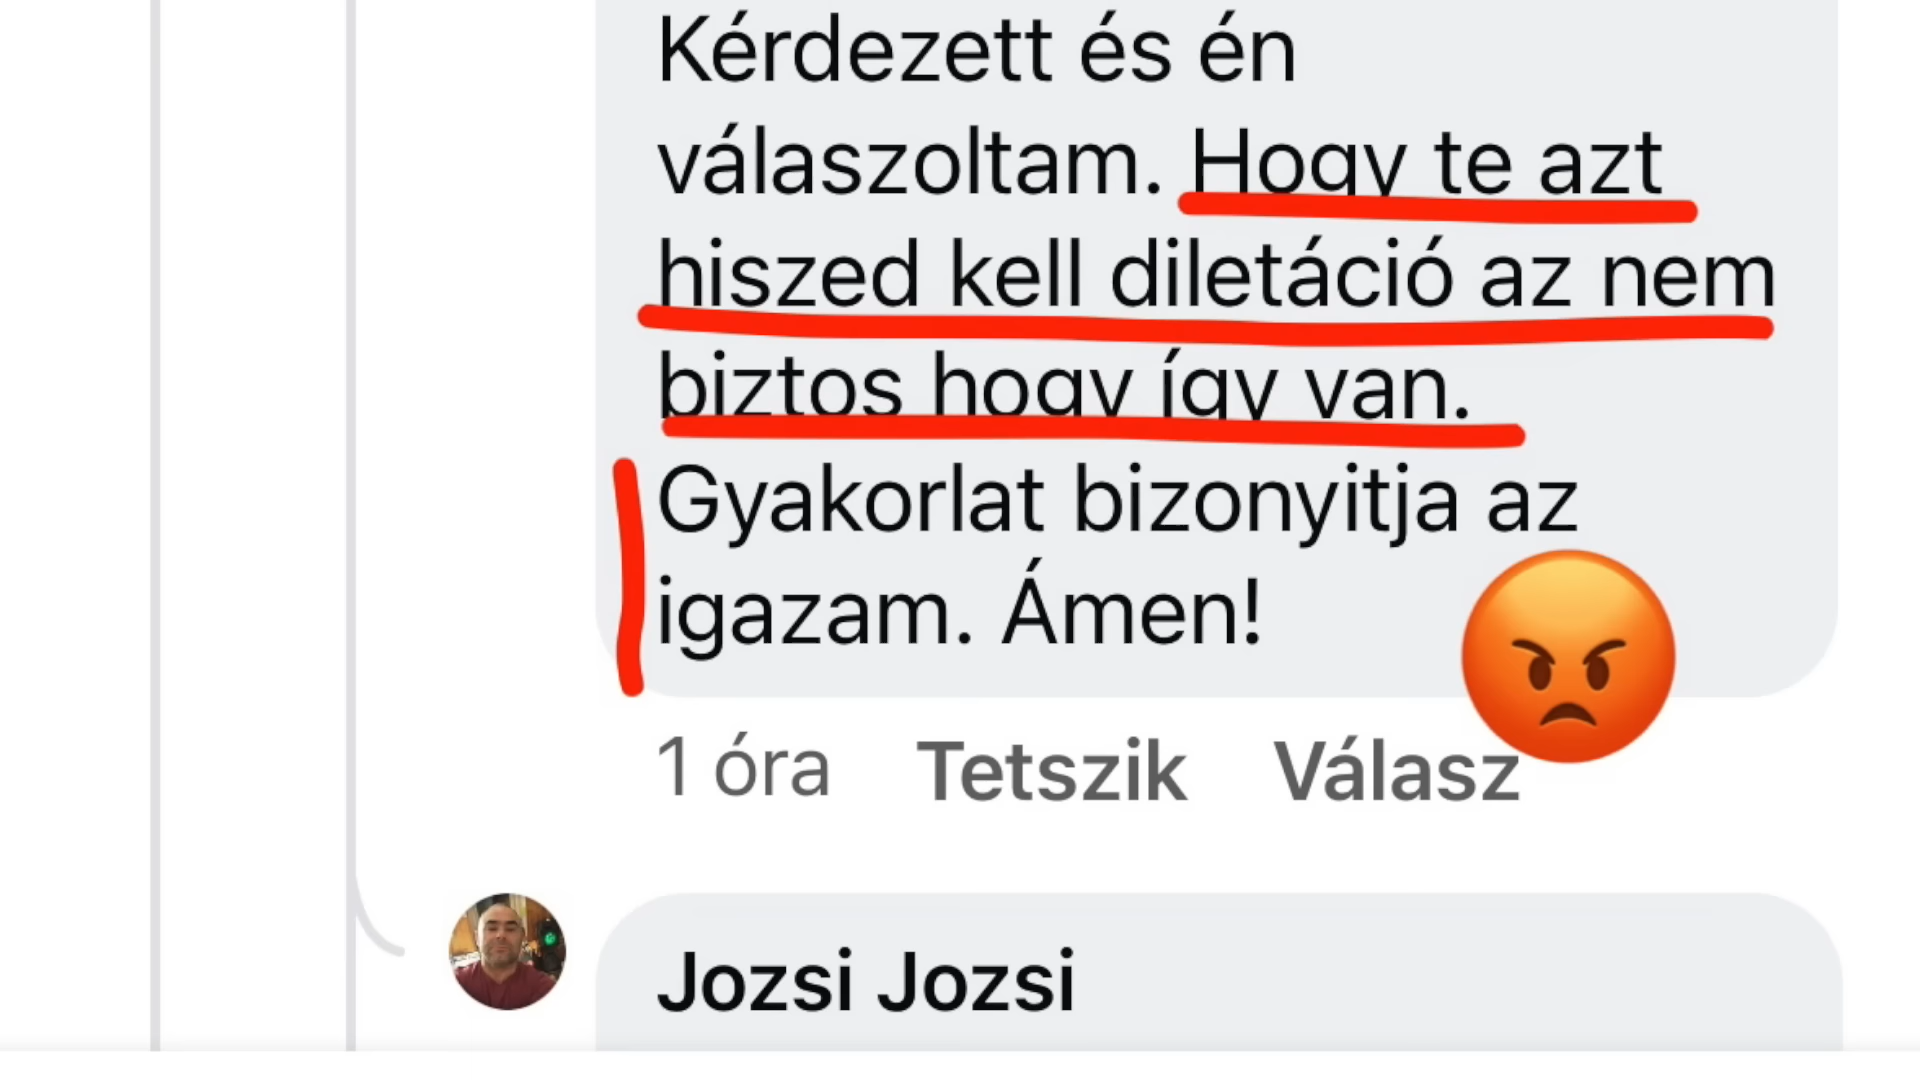 Kérdezett és én
válaszoltam. Hogy te azt
hiszed kell diletáció az nem
biztos hogy így van.
Gyakorlat bizonyitja az
igazam. Ámen!
1 óra Tetszik Válasz
Jozsi Jozsi